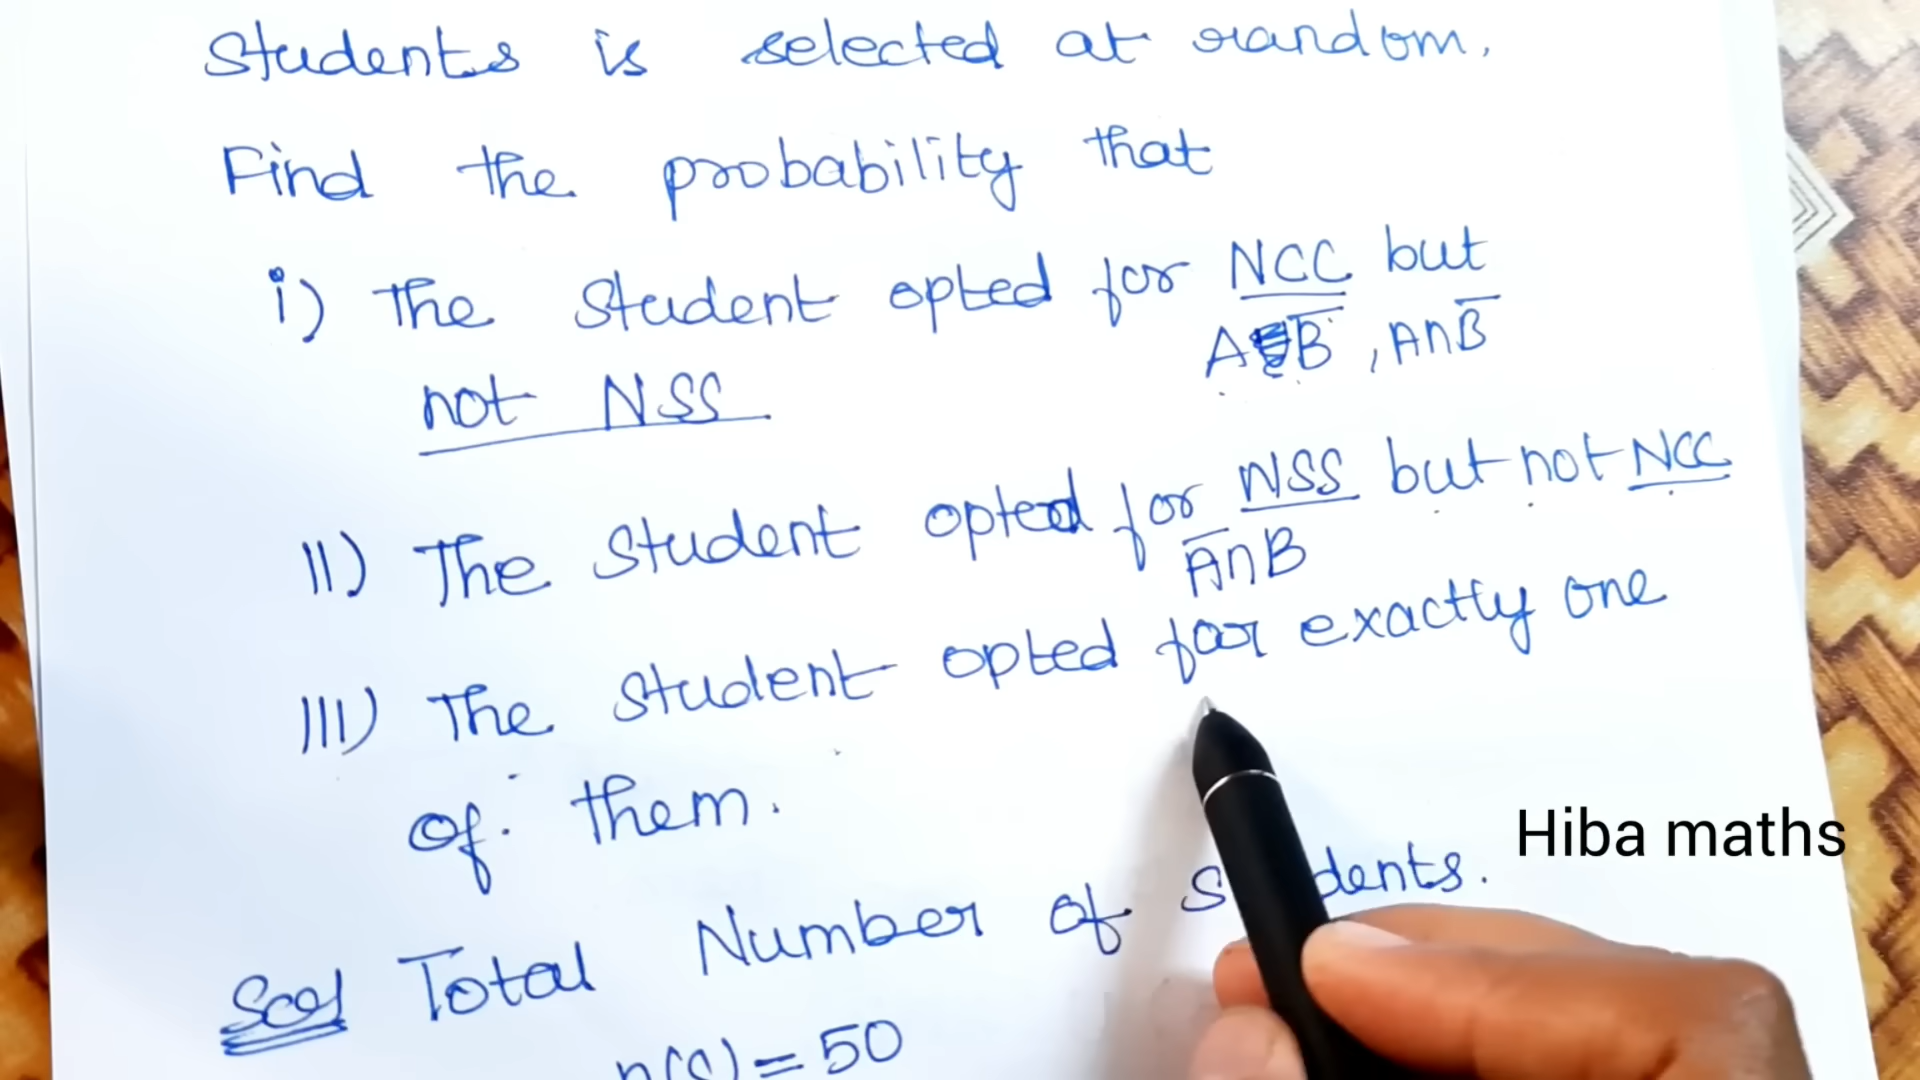 Students is selected at random.
Find the probability that
i) The Student opted for NCC but
A B̅ , A∩B̅
not NSS
II) The Student opted for NSS but not NCC
A̅∩B
III) The Student opted for exactly one
of them.
Hiba maths
Sol Total Number of S dents.
n(S) = 50